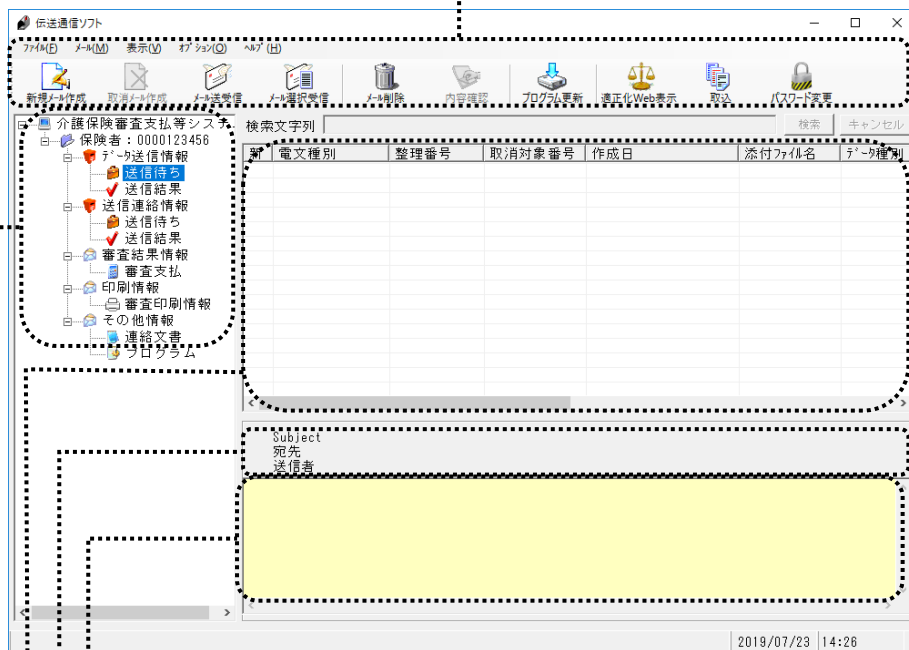 伝送通信ソフト
ファイル(F) メール(M) 表示(V) オプション(O) ヘルプ(H)
新規メール作成 取消メール作成 メール送受信 メール選択受信 メール削除 内容確認 プログラム更新 適正化Web表示 取込 パスワード変更
介護保険審査支払等システ
検索文字列 検索 キャンセル
保険者：0000123456
新 電文種別 整理番号 取消対象番号 作成日 添付ファイル名 データ種別
データ送信情報
送信待ち
送信結果
送信連絡情報
送信待ち
送信結果
審査結果情報
審査支払
印刷情報
審査印刷情報
その他情報
連絡文書
プログラム
Subject
宛先
送信者
2019/07/23 14:26